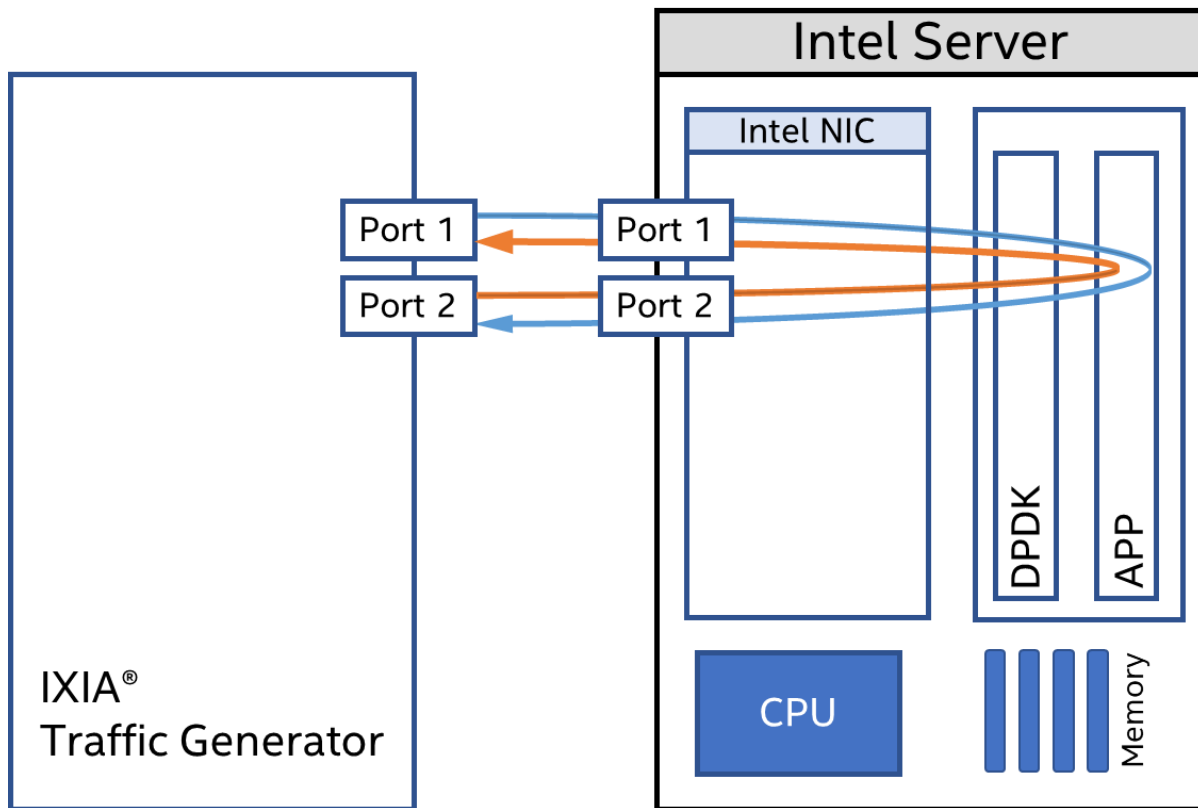 Intel Server
Intel NIC
Port 1
Port 1
Port 2
Port 2
DPDK
APP
IXIA®
Traffic Generator
CPU
Memory